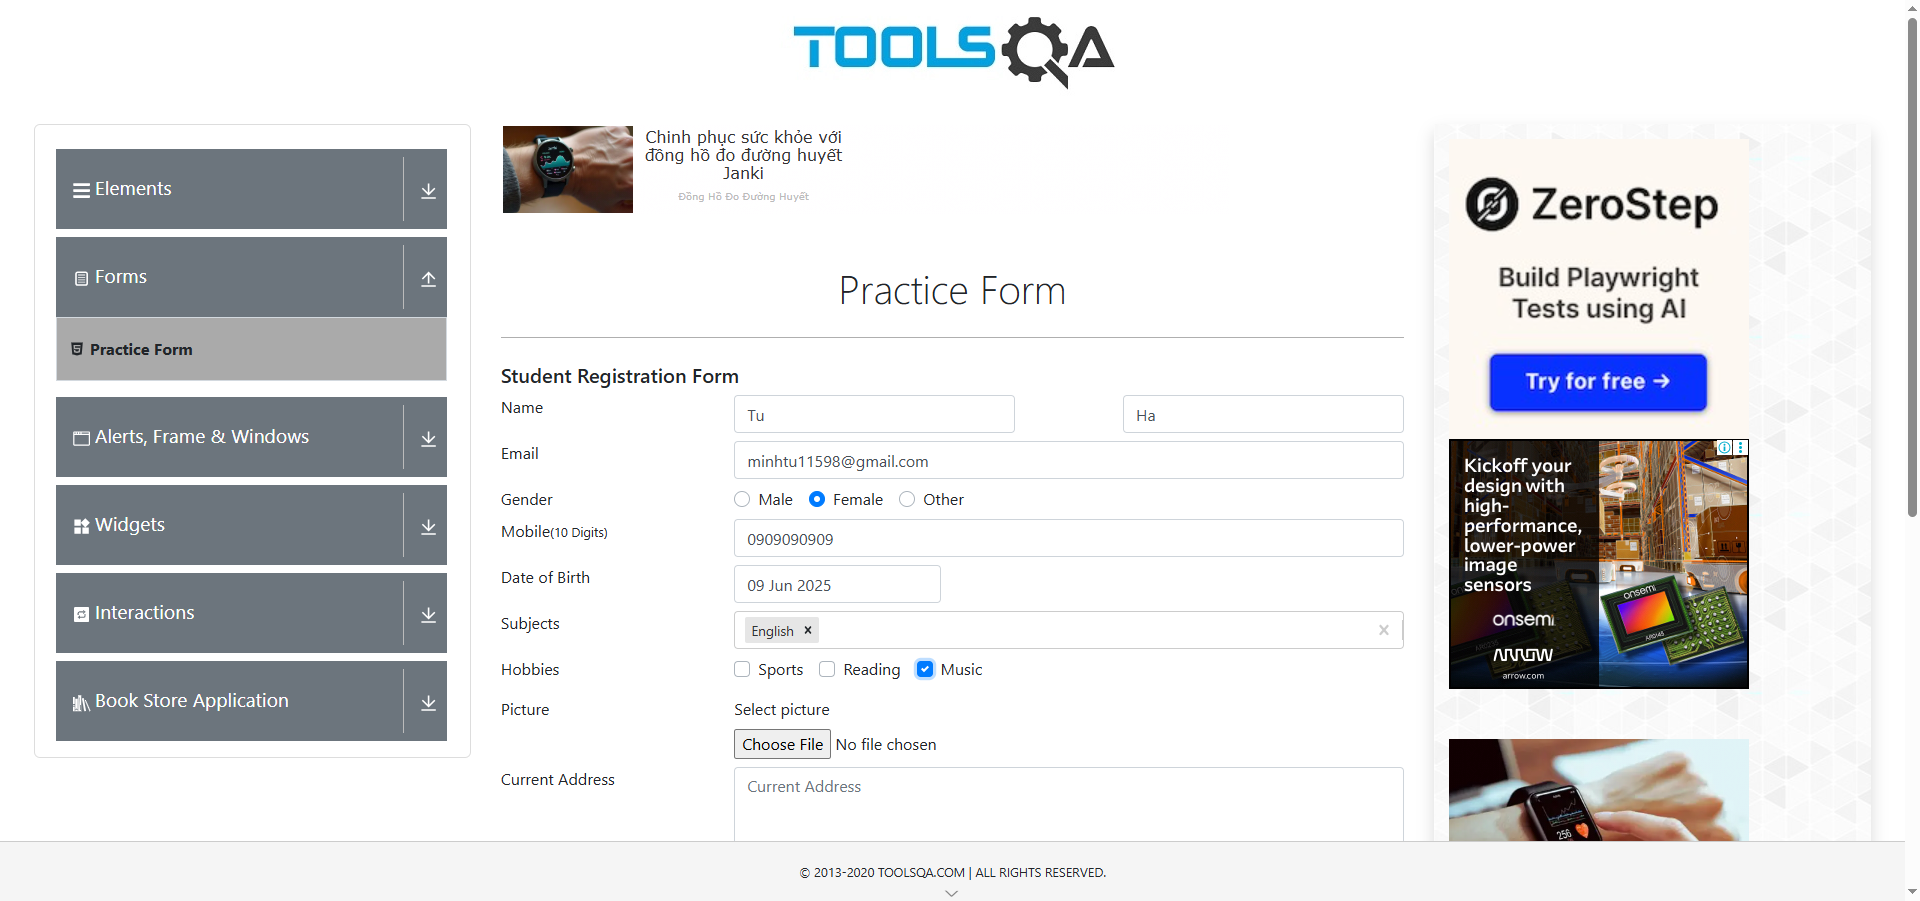 TOOLSQA
Elements
Forms
Practice Form
Alerts, Frame & Windows
Widgets
Interactions
Book Store Application
Chinh phục sức khỏe với
đồng hồ đo đường huyết
Janki
Đồng Hồ Đo Đường Huyết
Practice Form
Student Registration Form
Name
Tu
Ha
Email
minhtu11598@gmail.com
Gender
Male
Female
Other
Mobile(10 Digits)
0909090909
Date of Birth
09 Jun 2025
Subjects
English
Hobbies
Sports
Reading
Music
Picture
Select picture
Choose File No file chosen
Current Address
Current Address
ZeroStep
Build Playwright
Tests using AI
Try for free →
Kickoff your
design with
high-
performance,
lower-power
image
sensors
onsemi
ARROW
arrow.com
onsemi
AR0145
256
© 2013-2020 TOOLSQA.COM | ALL RIGHTS RESERVED.